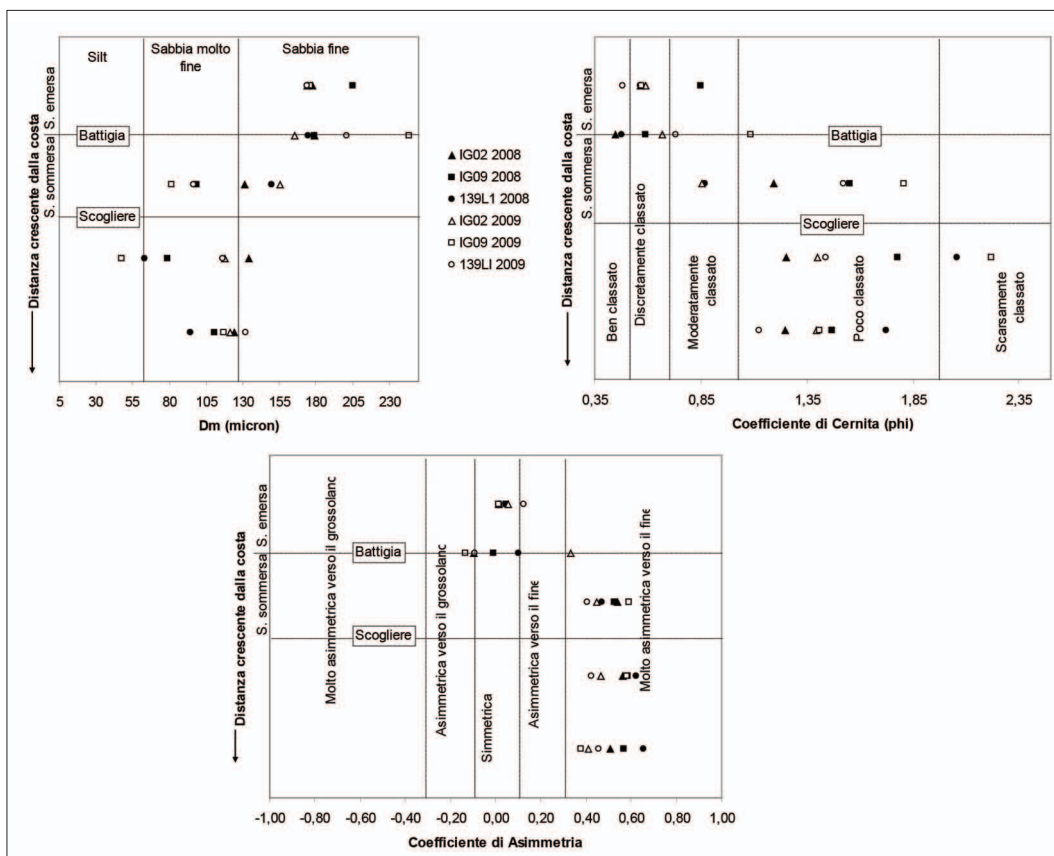 Silt
Sabbia molto
fine
Sabbia fine
S. emersa
Battigia
S. sommersa
Scogliere
Distanza crescente dalla costa
5 30 55 80 105 130 155 180 205 230
Dm (micron)
IG02 2008
IG09 2008
139L1 2008
IG02 2009
IG09 2009
139LI 2009
S. emersa
Battigia
S. sommersa
Scogliere
Distanza crescente dalla costa
Ben classato
Discretamente classato
Moderatamente
classato
Poco classato
Scarsamente
classato
0,35 0,85 1,35 1,85 2,35
Coefficiente di Cernita (phi)
S. emersa
Battigia
S. sommersa
Scogliere
Distanza crescente dalla costa
Molto asimmetrica verso il grossolanc
Asimmetrica verso il grossolanc
Simmetrica
Asimmetrica verso il fine
Molto asimmetrica verso il fine
-1,00 -0,80 -0,60 -0,40 -0,20 0,00 0,20 0,40 0,60 0,80 1,00
Coefficiente di Asimmetria